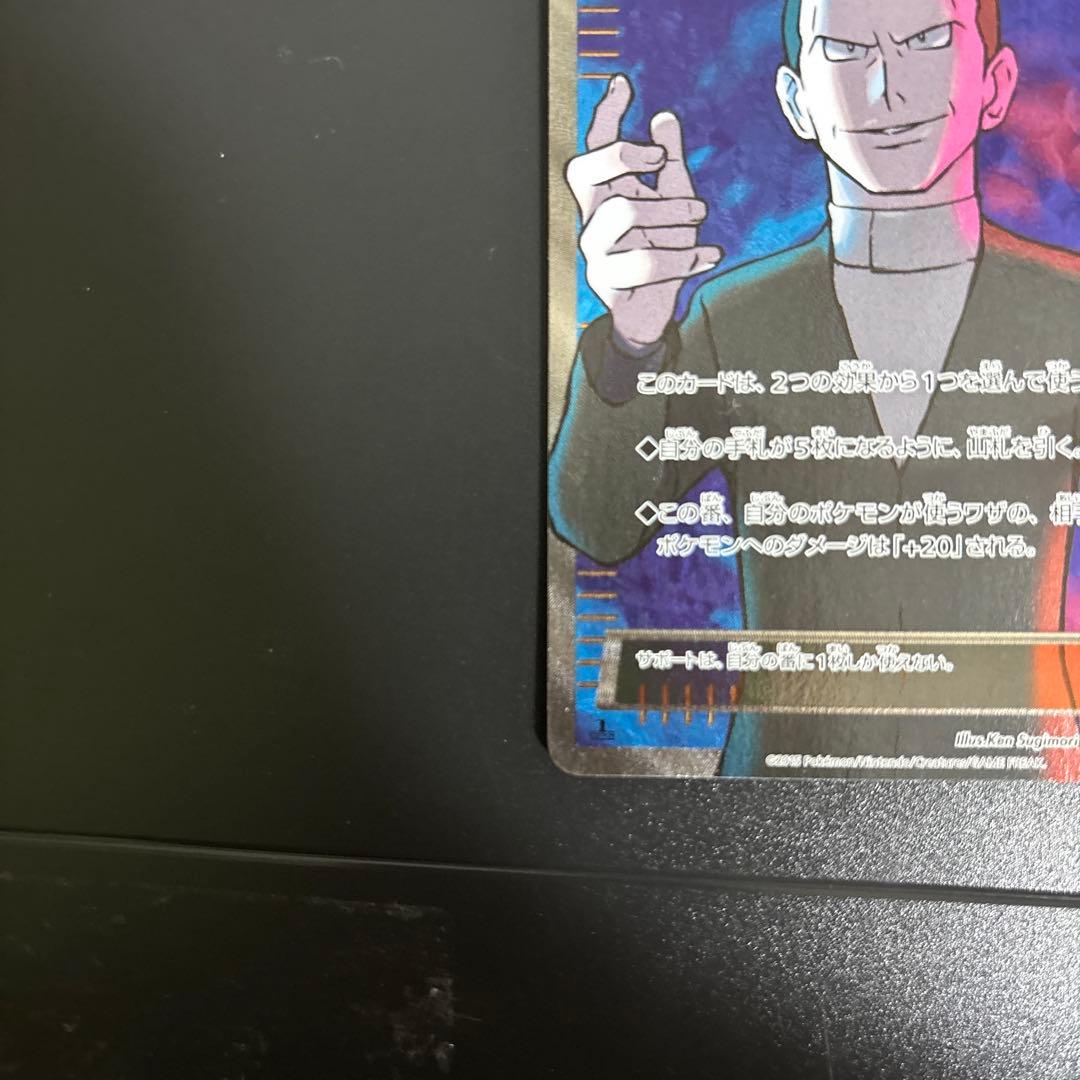 このカードは、2つの効果から1つを選んで使う
◇自分の手札が5枚になるように、山札を引く。
◇この番、自分のポケモンが使うワザの、相手
ポケモンへのダメージは「+20」される。
サポートは、自分の番に1枚しか使えない。
1
Illus.Ken Sugimori
©2015 Pokémon/Nintendo/Creatures/GAME FREAK.